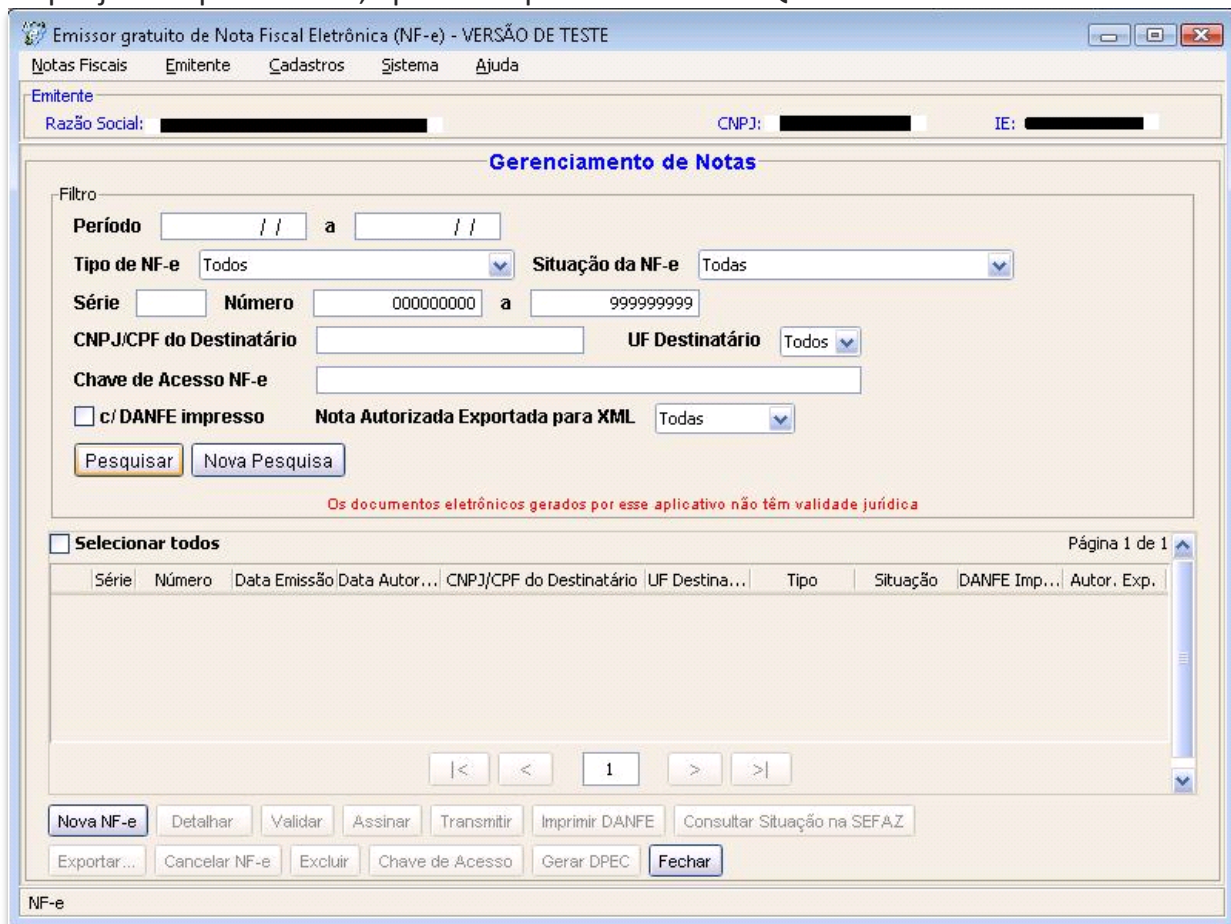 Emissor gratuito de Nota Fiscal Eletrônica (NF-e) - VERSÃO DE TESTE
Notas Fiscais Emitente Cadastros Sistema Ajuda
Emitente
Razão Social: CNPJ: IE:
Gerenciamento de Notas
Filtro
Período / / a / /
Tipo de NF-e Todos Situação da NF-e Todas
Série Número 000000000 a 999999999
CNPJ/CPF do Destinatário UF Destinatário Todos
Chave de Acesso NF-e
c/ DANFE impresso Nota Autorizada Exportada para XML Todas
Pesquisar Nova Pesquisa
Os documentos eletrônicos gerados por esse aplicativo não têm validade jurídica
Selecionar todos Página 1 de 1
Série Número Data Emissão Data Autor... CNPJ/CPF do Destinatário UF Destina... Tipo Situação DANFE Imp... Autor. Exp.
|< < 1 > >|
Nova NF-e Detalhar Validar Assinar Transmitir Imprimir DANFE Consultar Situação na SEFAZ
Exportar... Cancelar NF-e Excluir Chave de Acesso Gerar DPEC Fechar
NF-e